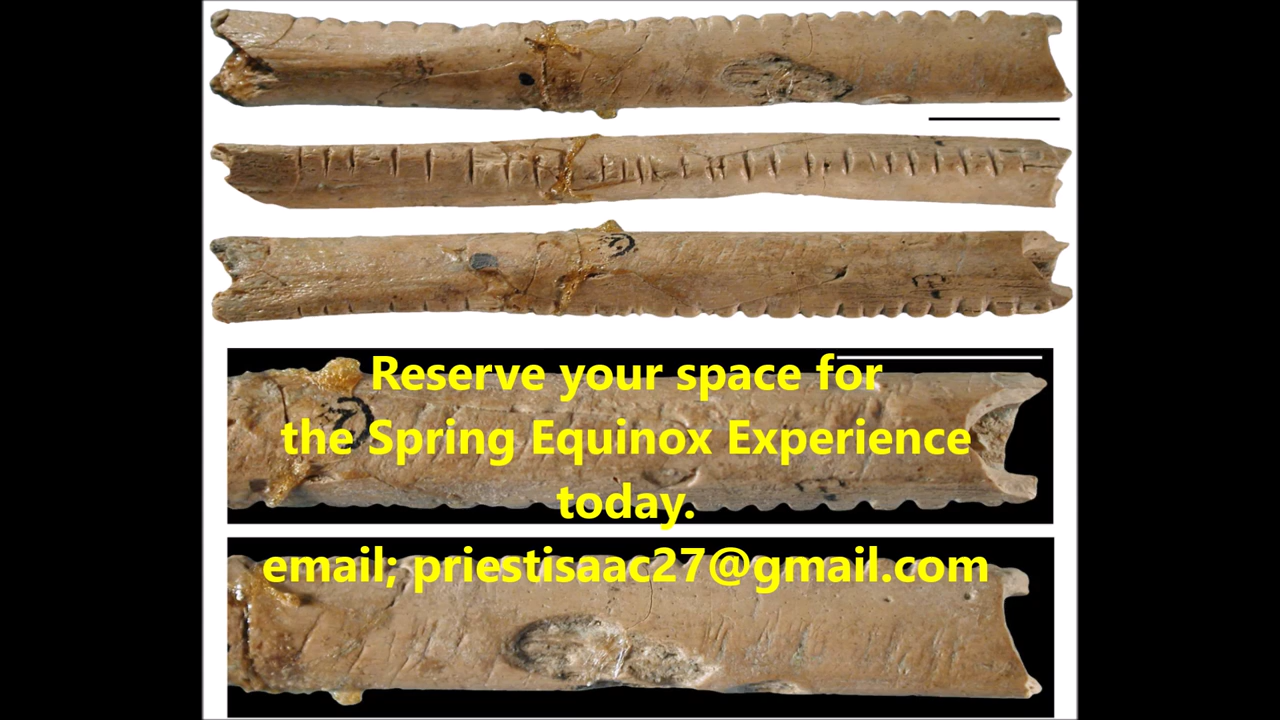 Reserve your space for
the Spring Equinox Experience
today.
email; priestisaac27@gmail.com